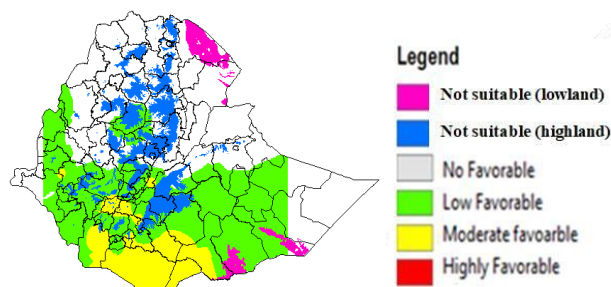 Legend
Not suitable (lowland)
Not suitable (highland)
No Favorable
Low Favorable
Moderate favoarble
Highly Favorable